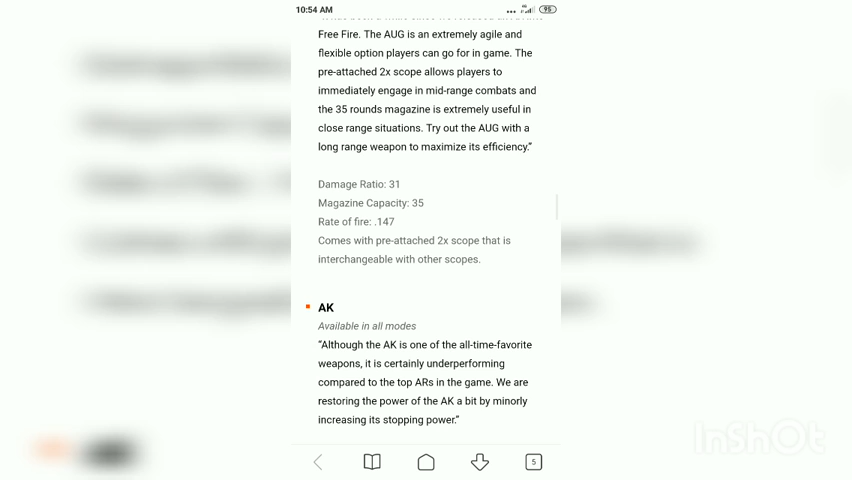 10:54 AM
95
Free Fire. The AUG is an extremely agile and
flexible option players can go for in game. The
pre-attached 2x scope allows players to
immediately engage in mid-range combats and
the 35 rounds magazine is extremely useful in
close range situations. Try out the AUG with a
long range weapon to maximize its efficiency.”
Damage Ratio: 31
Magazine Capacity: 35
Rate of fire: .147
Comes with pre-attached 2x scope that is
interchangeable with other scopes.
AK
Available in all modes
“Although the AK is one of the all-time-favorite
weapons, it is certainly underperforming
compared to the top ARs in the game. We are
restoring the power of the AK a bit by minorly
increasing its stopping power.”
InShOt
5